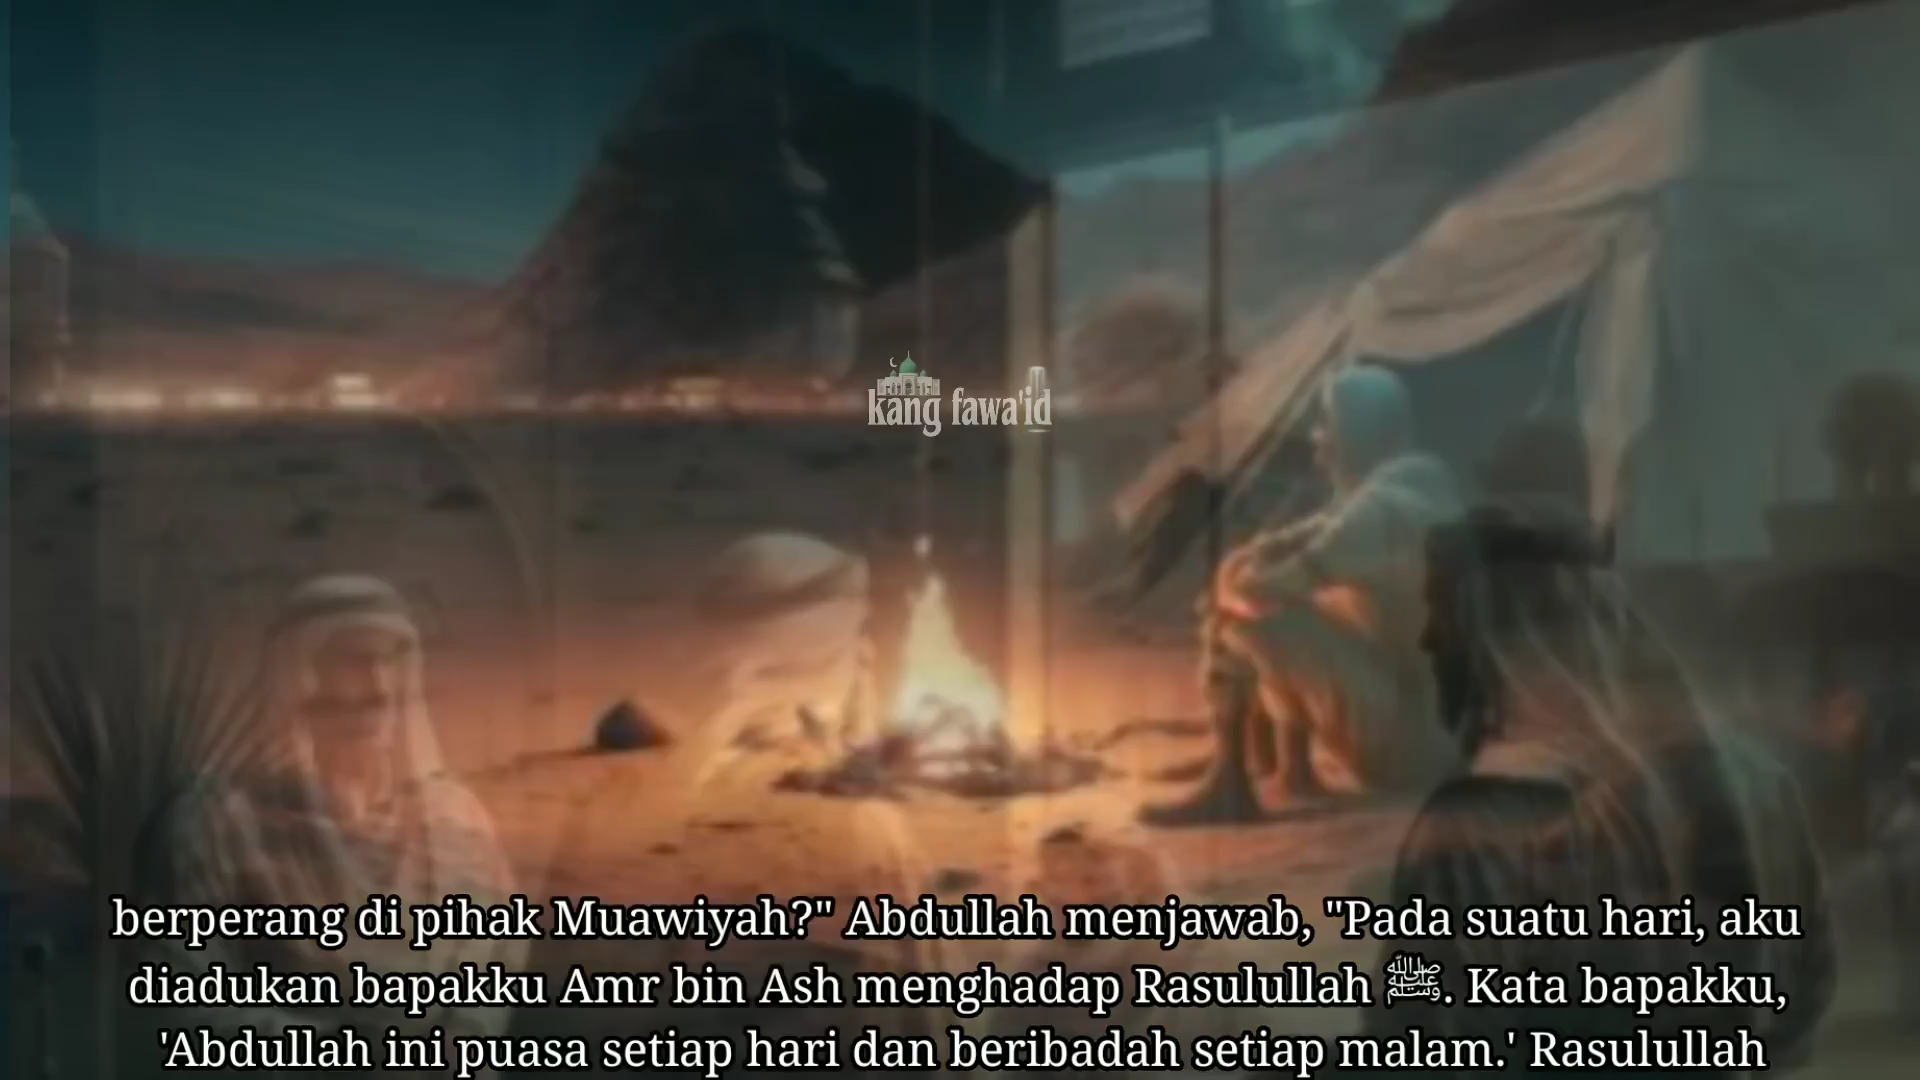 kang fawa'id
berperang di pihak Muawiyah?" Abdullah menjawab, "Pada suatu hari, aku
diadukan bapakku Amr bin Ash menghadap Rasulullah ﷺ. Kata bapakku,
'Abdullah ini puasa setiap hari dan beribadah setiap malam.' Rasulullah